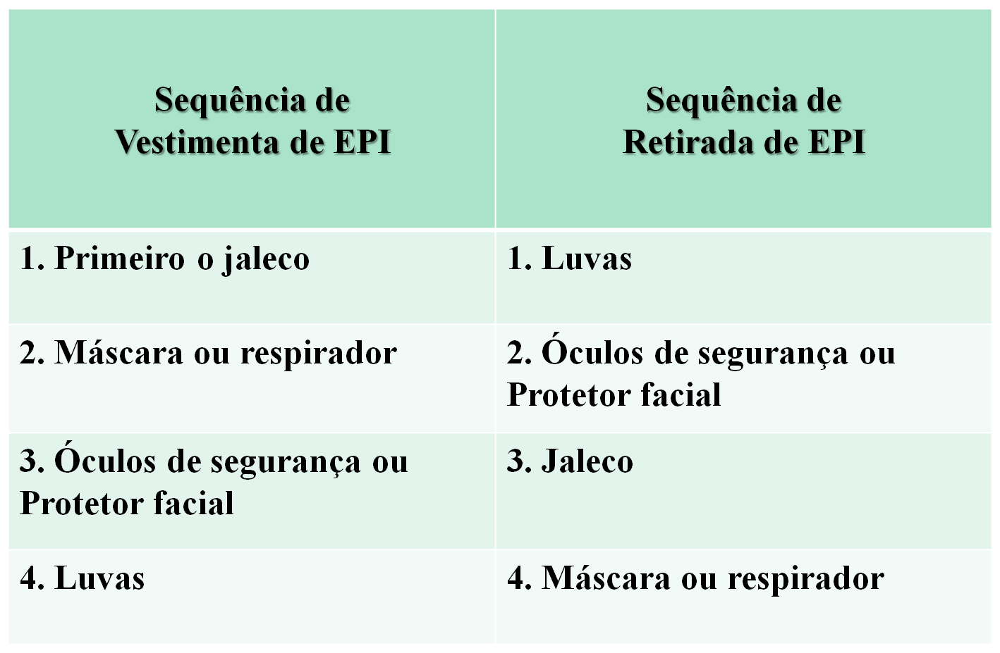 Sequência de
Vestimenta de EPI
Sequência de
Retirada de EPI
1. Primeiro o jaleco
1. Luvas
2. Máscara ou respirador
2. Óculos de segurança ou
Protetor facial
3. Óculos de segurança ou
Protetor facial
3. Jaleco
4. Luvas
4. Máscara ou respirador